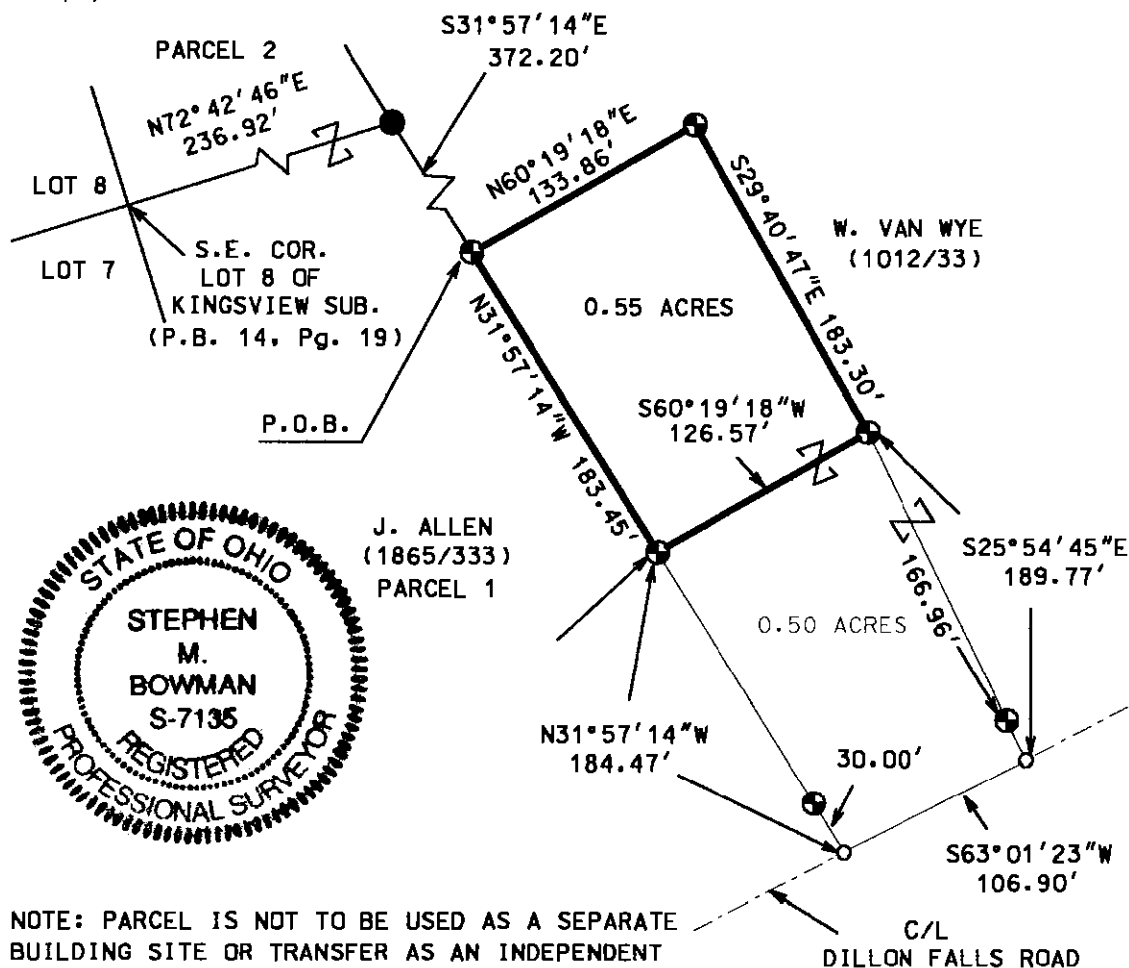 S31°57'14"E
372.20'
PARCEL 2
N72°42'46"E
236.92'
LOT 8
LOT 7
S.E. COR.
LOT 8 OF
KINGSVIEW SUB.
(P.B. 14, Pg. 19)
P.O.B.
N60°19'18"E
133.86'
S29°40'47"E 183.30'
W. VAN WYE
(1012/33)
0.55 ACRES
N31°57'14"W 183.45'
S60°19'18"W
126.57'
J. ALLEN
(1865/333)
PARCEL 1
S25°54'45"E
189.77'
166.96'
0.50 ACRES
N31°57'14"W
184.47'
30.00'
S63°01'23"W
106.90'
C/L
DILLON FALLS ROAD
STATE OF OHIO
STEPHEN
M.
BOWMAN
S-7135
REGISTERED
PROFESSIONAL SURVEYOR
NOTE: PARCEL IS NOT TO BE USED AS A SEPARATE
BUILDING SITE OR TRANSFER AS AN INDEPENDENT